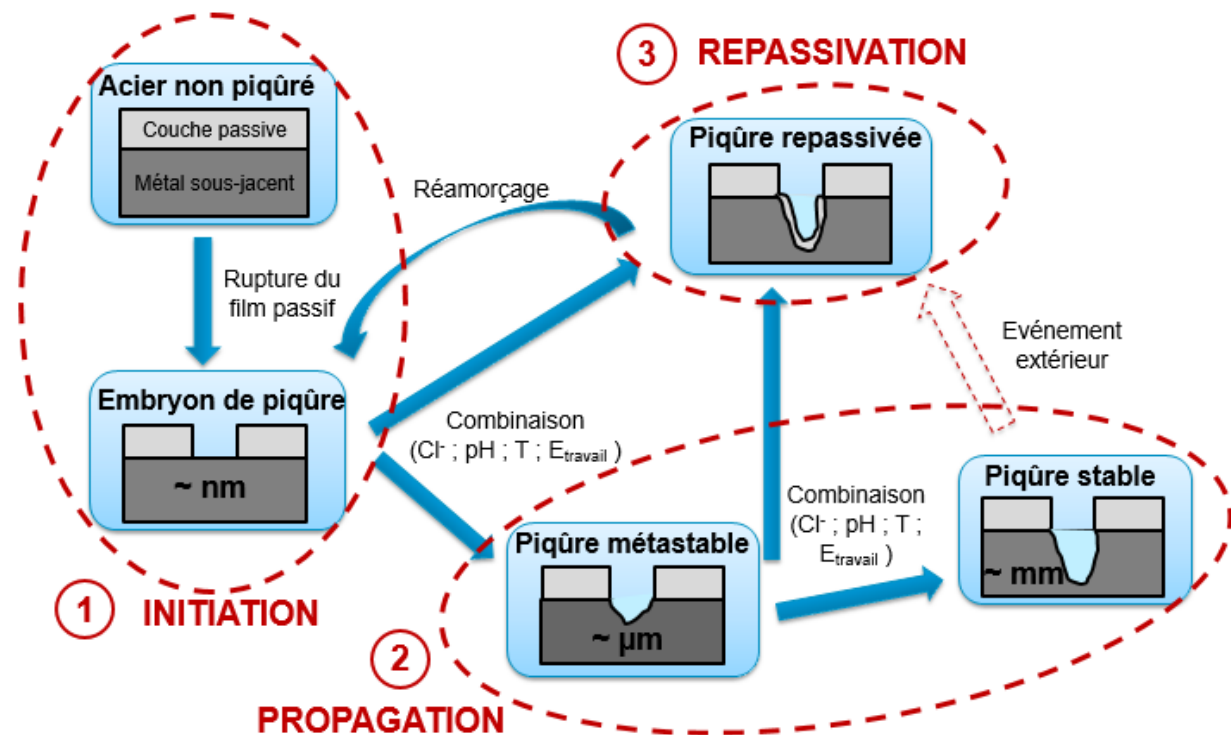 Acier non piqûré
Couche passive
Métal sous-jacent
Rupture du
film passif
Embryon de piqûre
~ nm
1 INITIATION
3 REPASSIVATION
Piqûre repassivée
Réamorçage
Combinaison
(Cl- ; pH ; T ; Etravail )
Evénement
extérieur
Piqûre métastable
~ µm
Combinaison
(Cl- ; pH ; T ;
Etravail )
Piqûre stable
~ mm
2
PROPAGATION